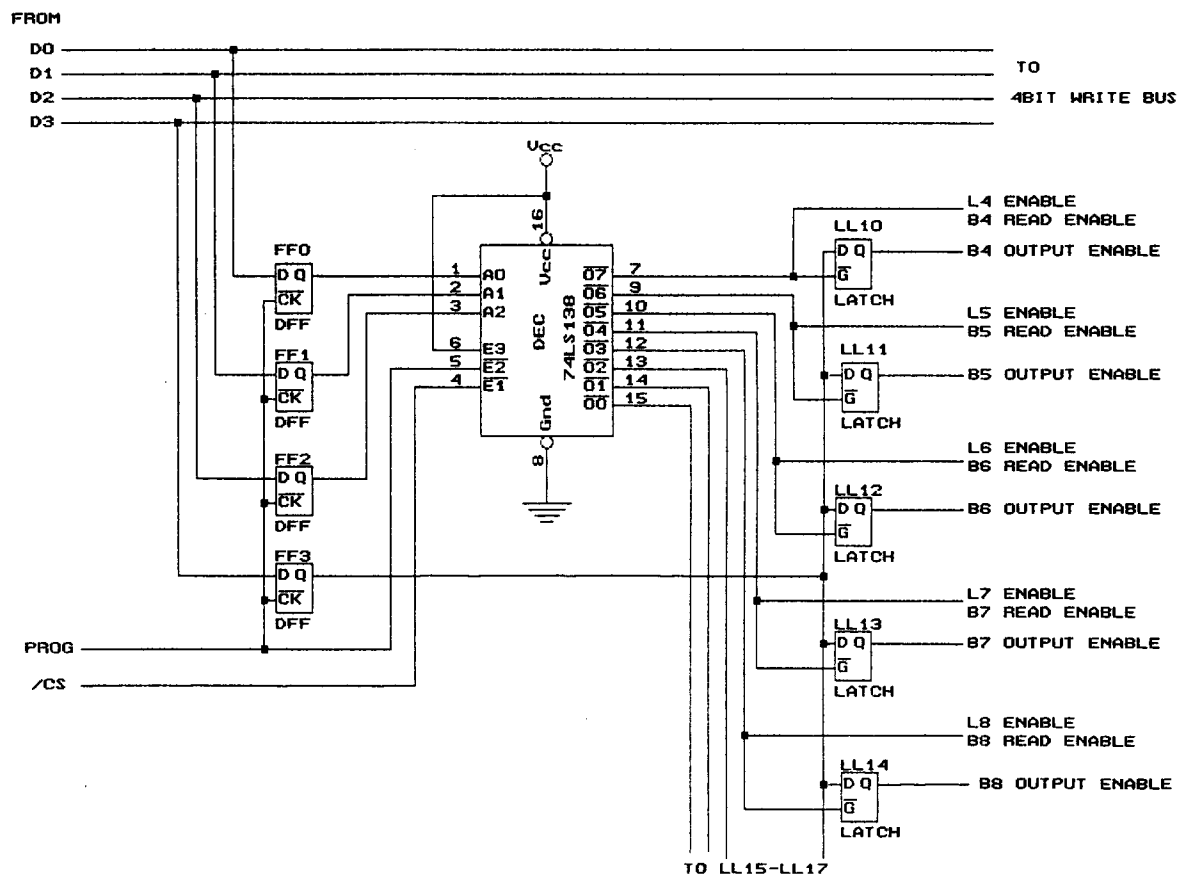 FROM
D0
D1
D2
D3
TO
4BIT WRITE BUS
Vcc
16
Vcc
FF0
D Q
CK
DFF
FF1
D Q
CK
DFF
FF2
D Q
CK
DFF
FF3
D Q
CK
DFF
PROG
/CS
1 A0
2 A1
3 A2
6 E3
5 E2
4 E1
DEC
74LS138
Gnd
8
O7 7
O6 9
O5 10
O4 11
O3 12
O2 13
O1 14
O0 15
L4 ENABLE
B4 READ ENABLE
LL10
D Q
G
LATCH
B4 OUTPUT ENABLE
L5 ENABLE
B5 READ ENABLE
LL11
D Q
G
LATCH
B5 OUTPUT ENABLE
L6 ENABLE
B6 READ ENABLE
LL12
D Q
G
LATCH
B6 OUTPUT ENABLE
L7 ENABLE
B7 READ ENABLE
LL13
D Q
G
LATCH
B7 OUTPUT ENABLE
L8 ENABLE
B8 READ ENABLE
LL14
D Q
G
LATCH
B8 OUTPUT ENABLE
TO LL15-LL17